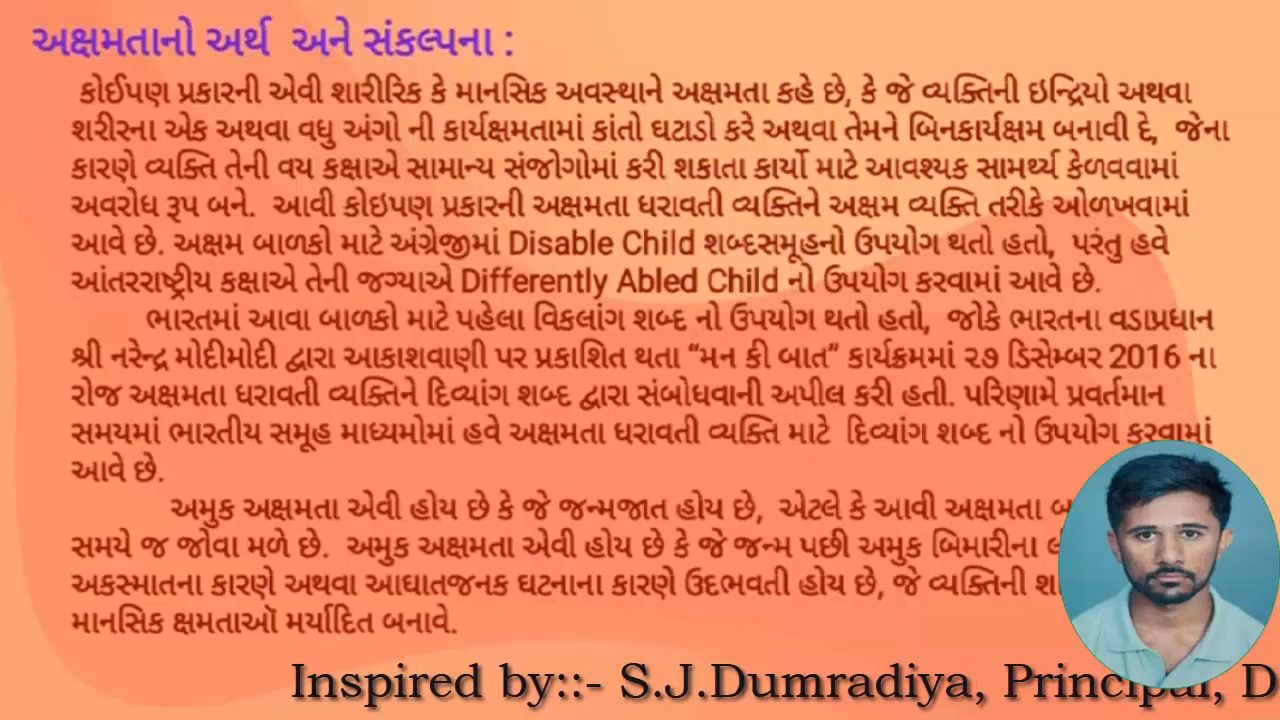 અક્ષમતાનો અર્થ અને સંકલ્પના :
કોઈપણ પ્રકારની એવી શારીરિક કે માનસિક અવસ્થાને અક્ષમતા કહે છે, કે જે વ્યક્તિની ઇન્દ્રિયો અથવા
શરીરના એક અથવા વધુ અંગો ની કાર્યક્ષમતામાં કાંતો ઘટાડો કરે અથવા તેમને બિનકાર્યક્ષમ બનાવી દે, જેના
કારણે વ્યક્તિ તેની વય કક્ષાએ સામાન્ય સંજોગોમાં કરી શકાતા કાર્યો માટે આવશ્યક સામર્થ્ય કેળવવામાં
અવરોધ રૂપ બને. આવી કોઇપણ પ્રકારની અક્ષમતા ધરાવતી વ્યક્તિને અક્ષમ વ્યક્તિ તરીકે ઓળખવામાં
આવે છે. અક્ષમ બાળકો માટે અંગ્રેજીમાં Disable Child શબ્દસમૂહનો ઉપયોગ થતો હતો, પરંતુ હવે
આંતરરાષ્ટ્રીય કક્ષાએ તેની જગ્યાએ Differently Abled Child નો ઉપયોગ કરવામાં આવે છે.
ભારતમાં આવા બાળકો માટે પહેલા વિકલાંગ શબ્દ નો ઉપયોગ થતો હતો, જોકે ભારતના વડાપ્રધાન
શ્રી નરેન્દ્ર મોદીમોદી દ્વારા આકાશવાણી પર પ્રકાશિત થતા “મન કી બાત” કાર્યક્રમમાં ૨૭ ડિસેમ્બર 2016 ના
રોજ અક્ષમતા ધરાવતી વ્યક્તિને દિવ્યાંગ શબ્દ દ્વારા સંબોધવાની અપીલ કરી હતી. પરિણામે પ્રવર્તમાન
સમયમાં ભારતીય સમૂહ માધ્યમોમાં હવે અક્ષમતા ધરાવતી વ્યક્તિ માટે દિવ્યાંગ શબ્દ નો ઉપયોગ કરવામાં
આવે છે.
અમુક અક્ષમતા એવી હોય છે કે જે જન્મજાત હોય છે, એટલે કે આવી અક્ષમતા
સમયે જ જોવા મળે છે. અમુક અક્ષમતા એવી હોય છે કે જે જન્મ પછી અમુક બિમારીના
અકસ્માતના કારણે અથવા આઘાતજનક ઘટનાના કારણે ઉદભવતી હોય છે, જે વ્યક્તિની
માનસિક ક્ષમતાઓ મર્યાદિત બનાવે.
Inspired by::- S.J.Dumradiya, Principal, D